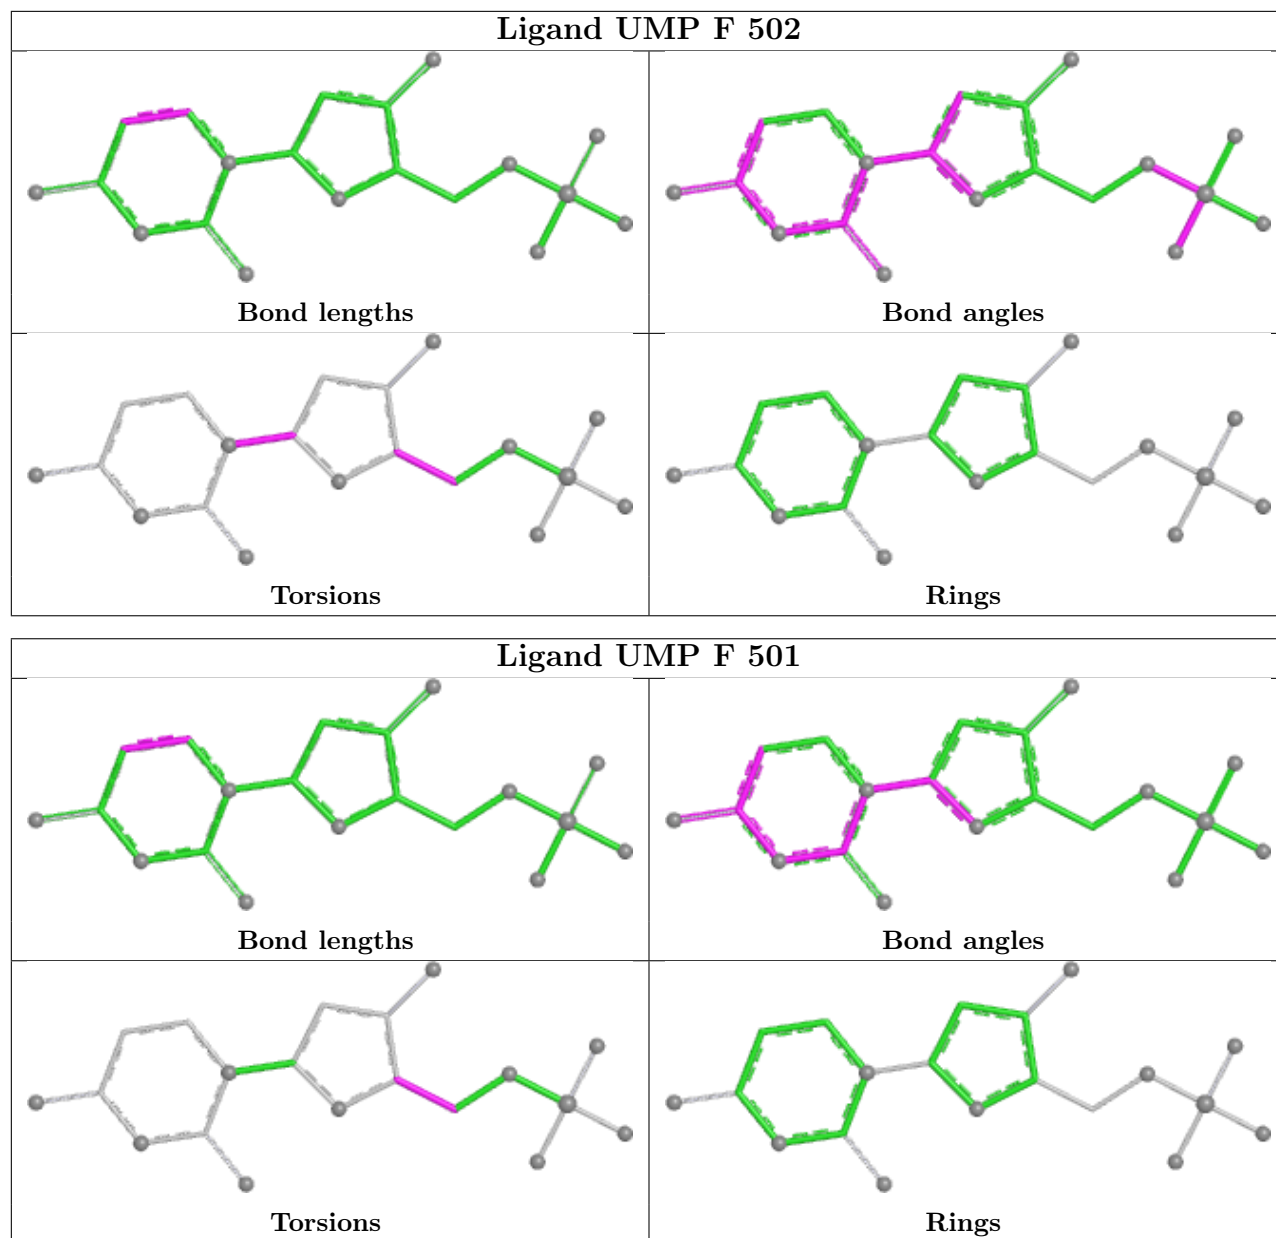 Ligand UMP F 502
Bond lengths
Bond angles
Torsions
Rings
Ligand UMP F 501
Bond lengths
Bond angles
Torsions
Rings